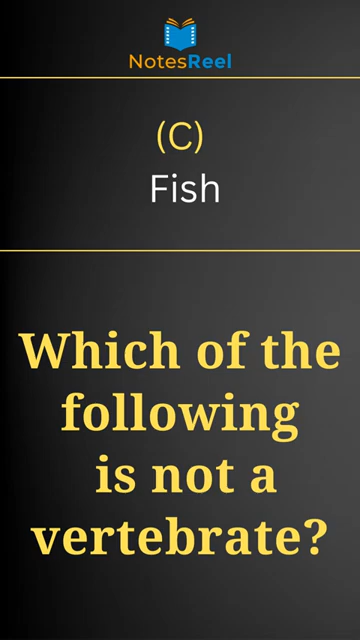 NotesReel
(C)
Fish
Which of the
following
is not a
vertebrate?